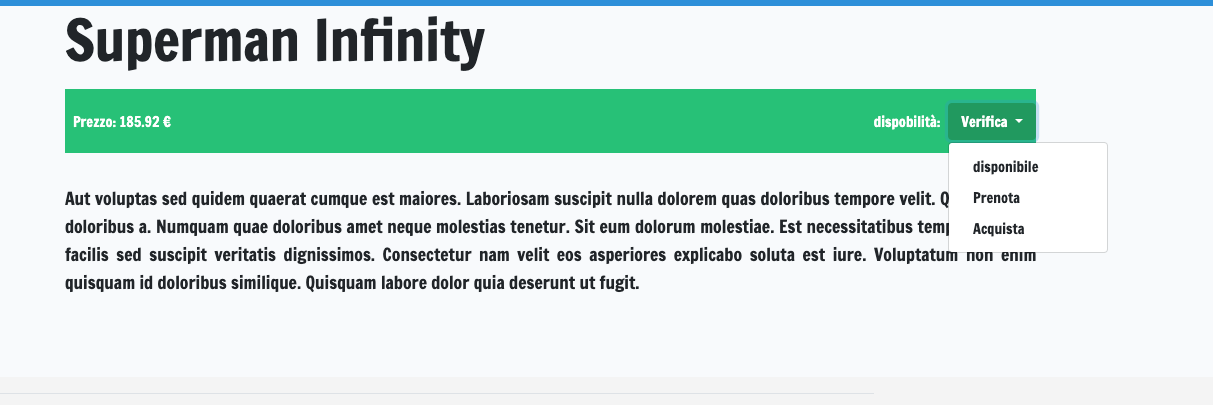 Superman Infinity
Prezzo: 185.92 €
dispobilità:
Verifica
disponibile
Prenota
Acquista
Aut voluptas sed quidem quaerat cumque est maiores. Laboriosam suscipit nulla dolorem quas doloribus tempore velit. Q
doloribus a. Numquam quae doloribus amet neque molestias tenetur. Sit eum dolorum molestiae. Est necessitatibus
facilis sed suscipit veritatis dignissimos. Consectetur nam velit eos asperiores explicabo soluta est iure. Voluptatum non enim
quisquam id doloribus similique. Quisquam labore dolor quia deserunt ut fugit.